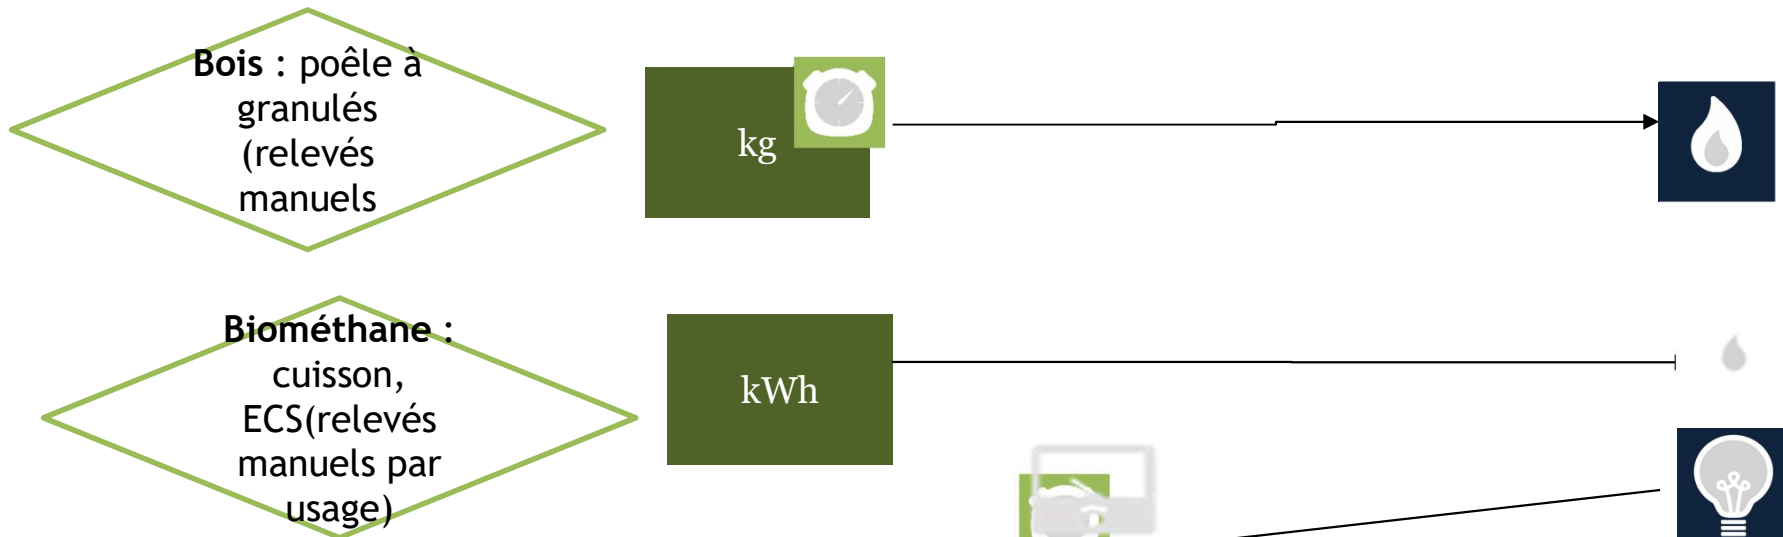 Bois : poêle à
granulés
(relevés
manuels
kg
Biométhane :
cuisson,
ECS(relevés
manuels par
usage)
kWh